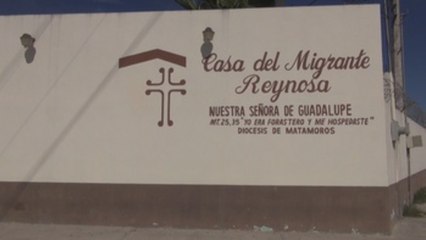 Casa del Migrante
Reynosa
NUESTRA SEÑORA DE GUADALUPE
MT. 25, 35 "YO ERA FORASTERO Y ME HOSPEDASTE"
DIOCESIS DE MATAMOROS